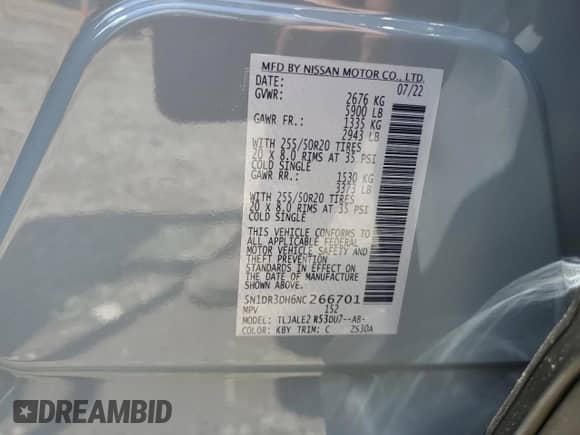 MFD BY NISSAN MOTOR CO., LTD.
DATE: 07/22
GVWR: 2676 KG
5900 LB
GAWR FR.: 1335 KG
2943 LB
WITH 255/50R20 TIRES
20 X 8.0 RIMS AT 35 PSI
COLD SINGLE
GAWR RR.: 1530 KG
3373 LB
WITH 255/50R20 TIRES
20 X 8.0 RIMS AT 35 PSI
COLD SINGLE
THIS VEHICLE CONFORMS TO
ALL APPLICABLE FEDERAL
MOTOR VEHICLE SAFETY AND
THEFT PREVENTION
STANDARDS IN EFFECT ON
THE DATE OF MANUFACTURE
SHOWN ABOVE.
5N1DR3DH6NC266701
MPV 152
MODEL: TLJALE2
COLOR: KBY TRIM: C
DREAMBID